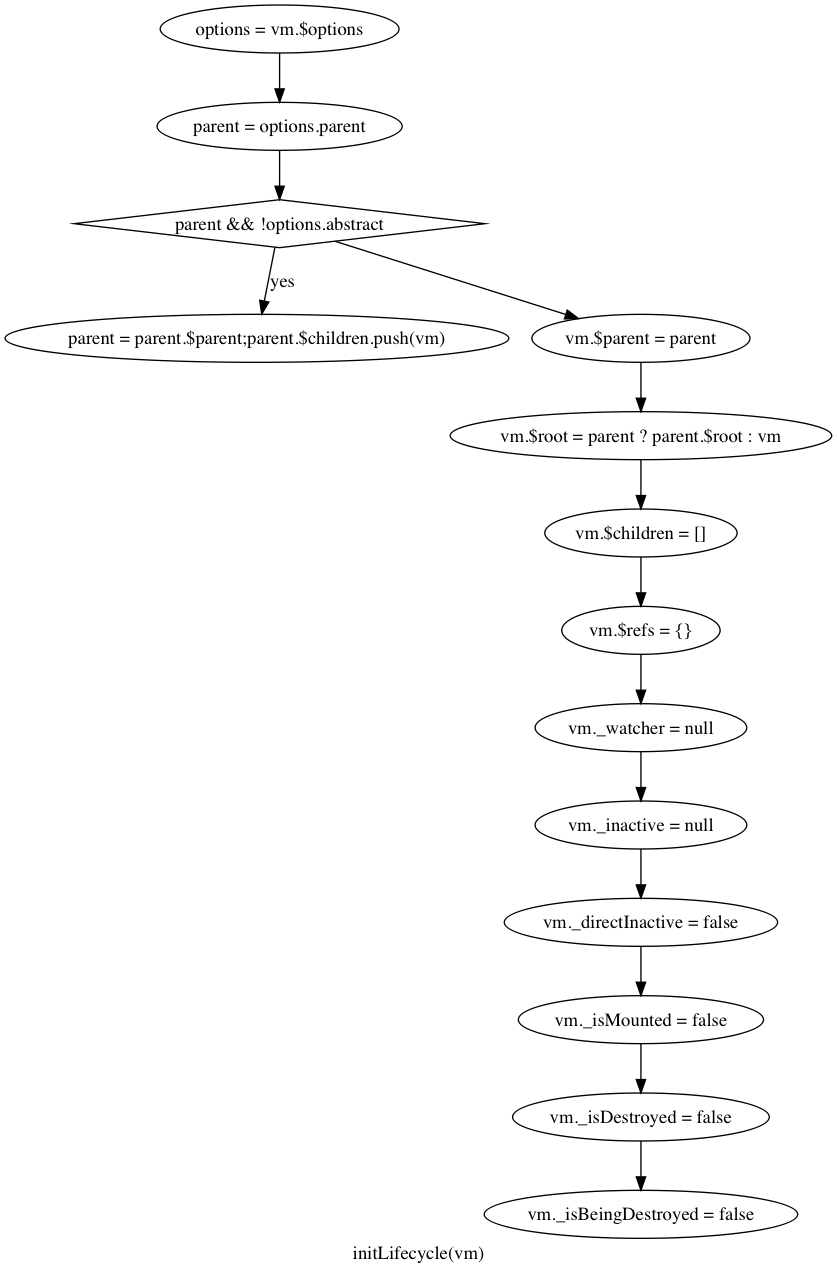 options = vm.$options
parent = options.parent
parent && !options.abstract
yes
parent = parent.$parent;parent.$children.push(vm)
vm.$parent = parent
vm.$root = parent ? parent.$root : vm
vm.$children = []
vm.$refs = {}
vm._watcher = null
vm._inactive = null
vm._directInactive = false
vm._isMounted = false
vm._isDestroyed = false
vm._isBeingDestroyed = false
initLifecycle(vm)